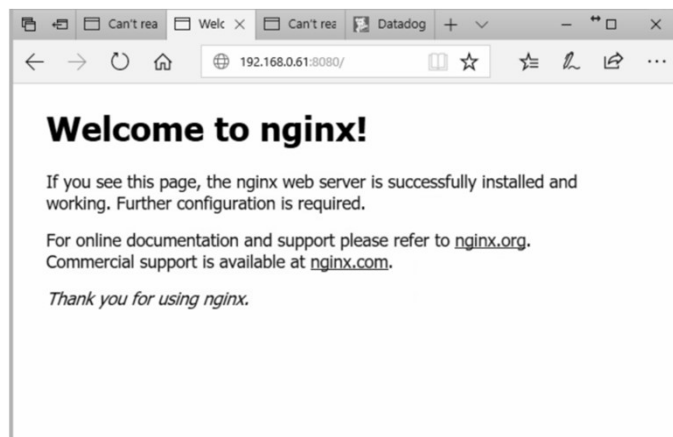 Can't rea
Welc
Can't rea
Datadog
192.168.0.61:8080/
Welcome to nginx!
If you see this page, the nginx web server is successfully installed and
working. Further configuration is required.
For online documentation and support please refer to nginx.org.
Commercial support is available at nginx.com.
Thank you for using nginx.